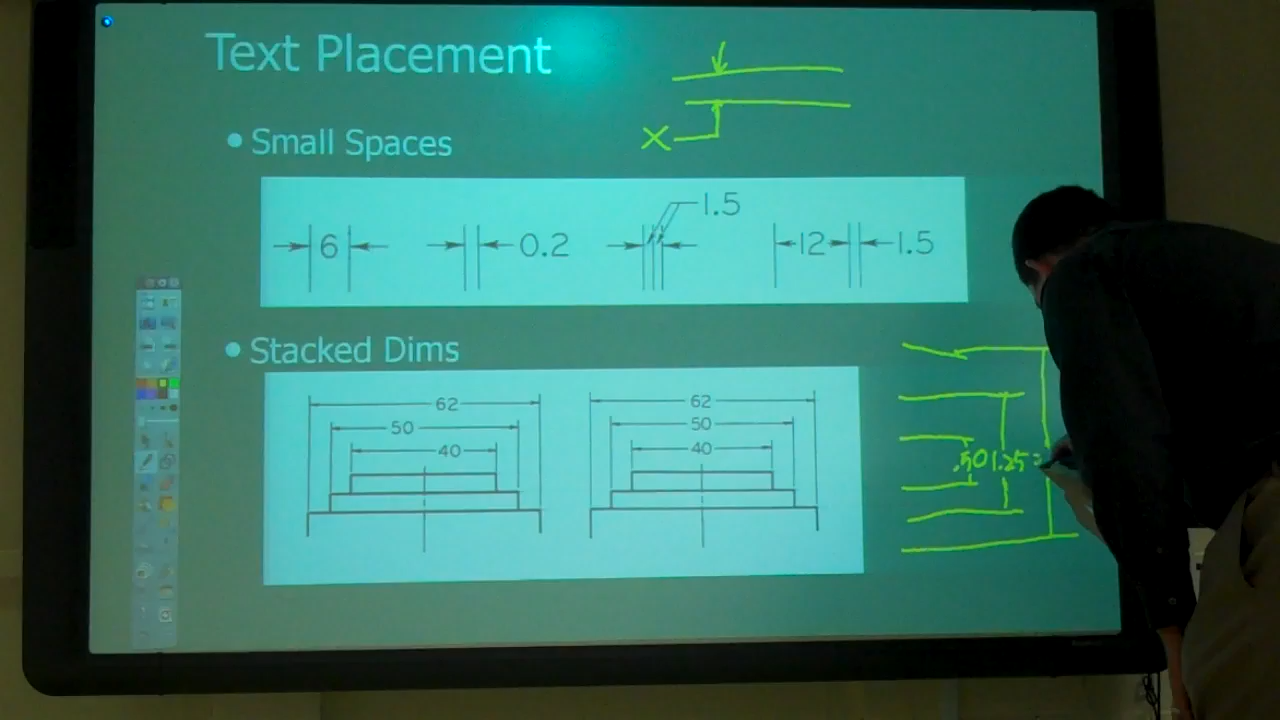 Text Placement
X
• Small Spaces
1.5
6 0.2 12 1.5
• Stacked Dims
62 62
50 50
40 40
.50 1.25